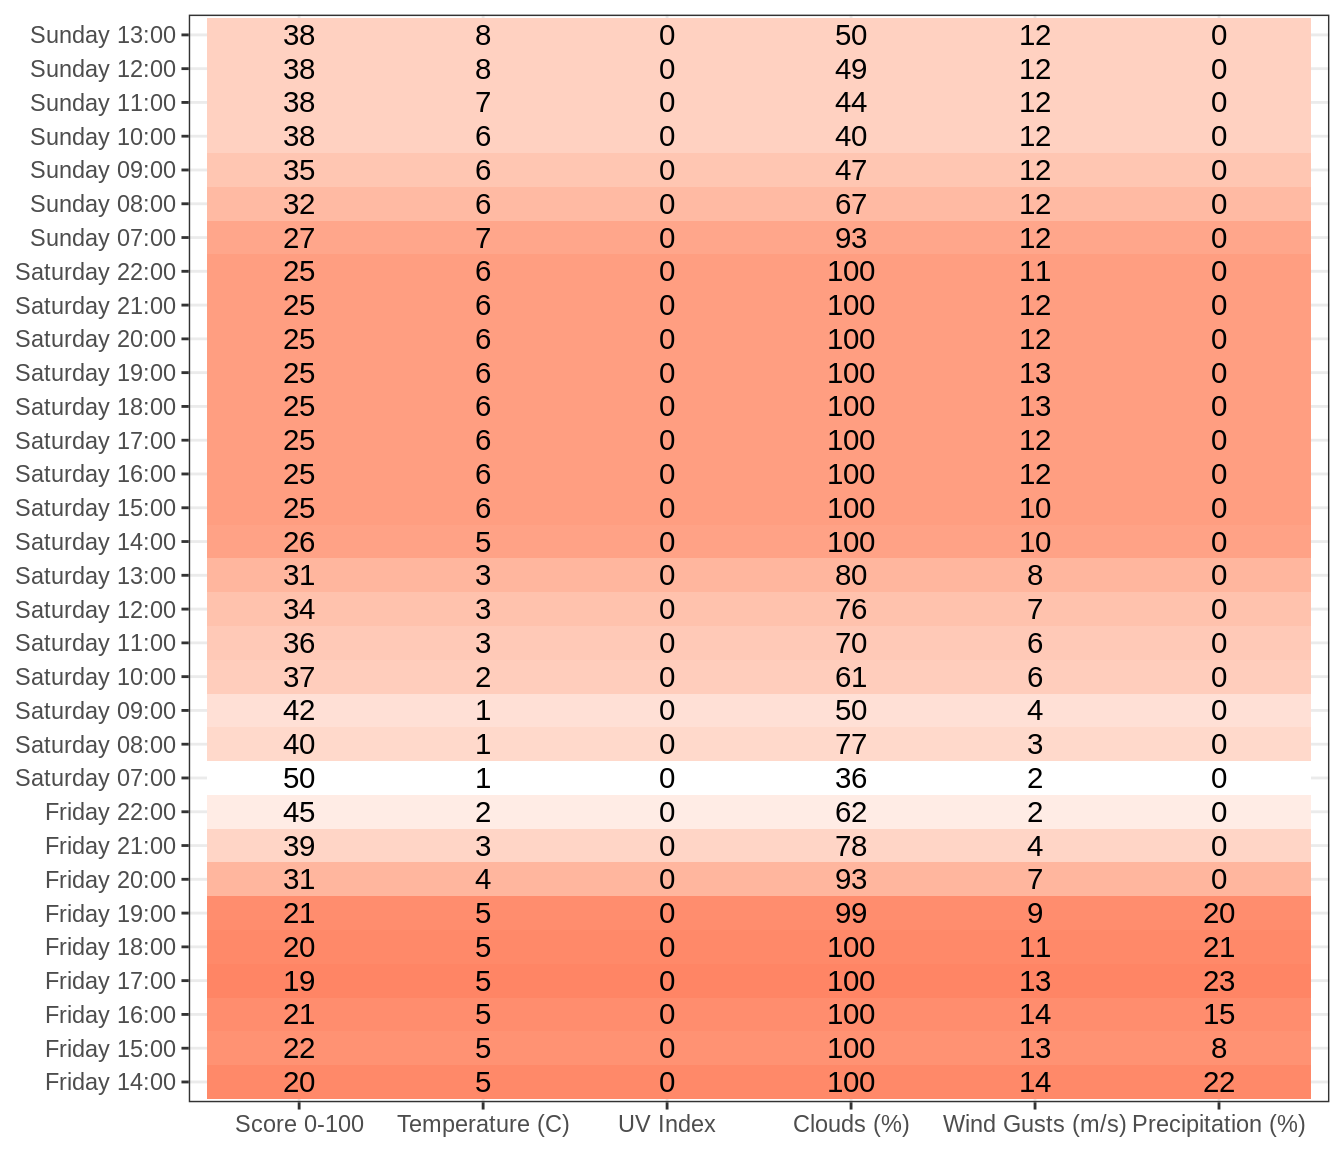 Sunday 13:00 38 8 0 50 12 0
Sunday 12:00 38 8 0 49 12 0
Sunday 11:00 38 7 0 44 12 0
Sunday 10:00 38 6 0 40 12 0
Sunday 09:00 35 6 0 47 12 0
Sunday 08:00 32 6 0 67 12 0
Sunday 07:00 27 7 0 93 12 0
Saturday 22:00 25 6 0 100 11 0
Saturday 21:00 25 6 0 100 12 0
Saturday 20:00 25 6 0 100 12 0
Saturday 19:00 25 6 0 100 13 0
Saturday 18:00 25 6 0 100 13 0
Saturday 17:00 25 6 0 100 12 0
Saturday 16:00 25 6 0 100 12 0
Saturday 15:00 25 6 0 100 10 0
Saturday 14:00 26 5 0 100 10 0
Saturday 13:00 31 3 0 80 8 0
Saturday 12:00 34 3 0 76 7 0
Saturday 11:00 36 3 0 70 6 0
Saturday 10:00 37 2 0 61 6 0
Saturday 09:00 42 1 0 50 4 0
Saturday 08:00 40 1 0 77 3 0
Saturday 07:00 50 1 0 36 2 0
Friday 22:00 45 2 0 62 2 0
Friday 21:00 39 3 0 78 4 0
Friday 20:00 31 4 0 93 7 0
Friday 19:00 21 5 0 99 9 20
Friday 18:00 20 5 0 100 11 21
Friday 17:00 19 5 0 100 13 23
Friday 16:00 21 5 0 100 14 15
Friday 15:00 22 5 0 100 13 8
Friday 14:00 20 5 0 100 14 22
Score 0-100 Temperature (C) UV Index Clouds (%) Wind Gusts (m/s) Precipitation (%)